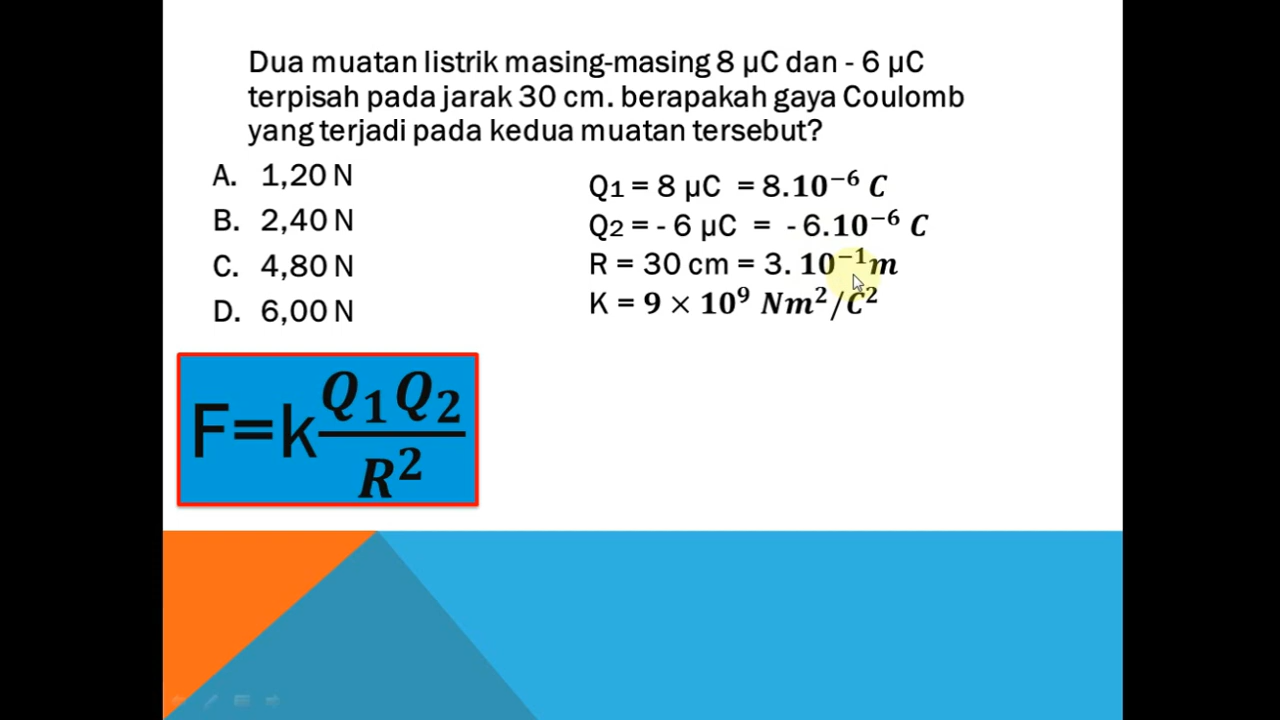 Dua muatan listrik masing-masing 8 µC dan - 6 µC
terpisah pada jarak 30 cm. berapakah gaya Coulomb
yang terjadi pada kedua muatan tersebut?
A. 1,20 N
B. 2,40 N
C. 4,80 N
D. 6,00 N
Q1 = 8 µC = 8.10⁻⁶ C
Q2 = - 6 µC = - 6.10⁻⁶ C
R = 30 cm = 3. 10⁻¹m
K = 9 × 10⁹ Nm²/C²
F=k Q₁Q₂/R²